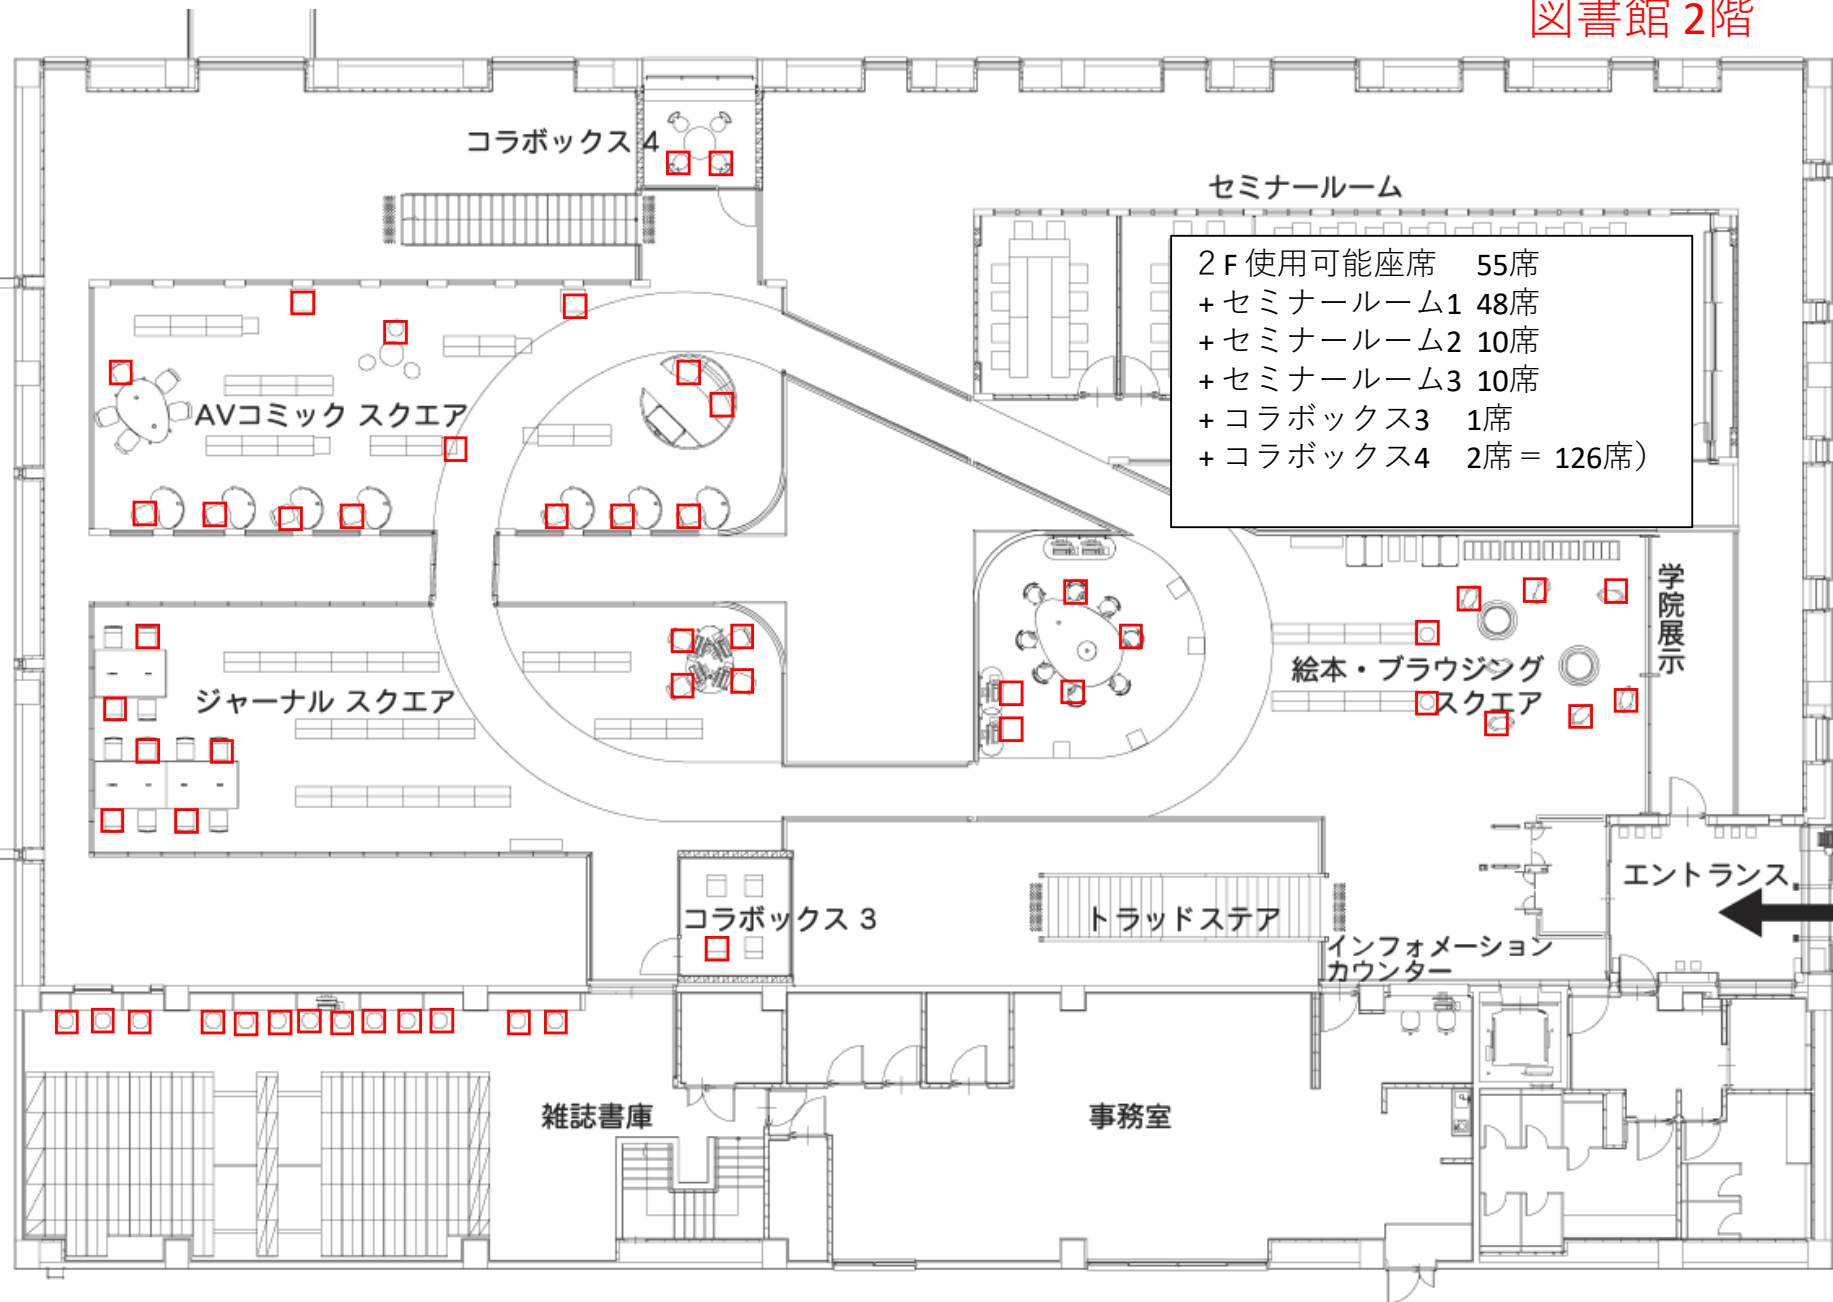 図書館 2階
コラボックス 4
セミナールーム
２F 使用可能座席 55席
+ セミナールーム1 48席
+ セミナールーム2 10席
+ セミナールーム3 10席
+ コラボックス3 1席
+ コラボックス4 2席＝ 126席）
AVコミック スクエア
学院展示
絵本・ブラウジング
スクエア
ジャーナル スクエア
エントランス
コラボックス 3
トラッドステア
インフォメーション
カウンター
雑誌書庫
事務室